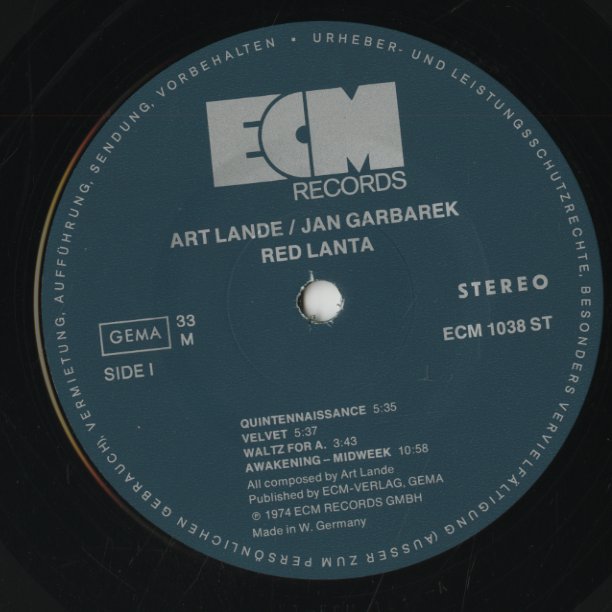 URHEBER- UND LEISTUNGSSCHUTZRECHTE, BESONDERS VERVIELFÄLTIGUNG (AUSSER ZUM PERSÖNLICHEN GEBRAUCH), VERMIETUNG, AUFFÜHRUNG, SENDUNG, VORBEHALTEN •
ECM
RECORDS
ART LANDE / JAN GARBAREK
RED LANTA
STEREO
GEMA 33
M
ECM 1038 ST
SIDE I
QUINTENNAISSANCE 5:35
VELVET 5:37
WALTZ FOR A. 3:43
AWAKENING – MIDWEEK 10:58
All composed by Art Lande
Published by ECM-VERLAG, GEMA
℗ 1974 ECM RECORDS GMBH
Made in W. Germany